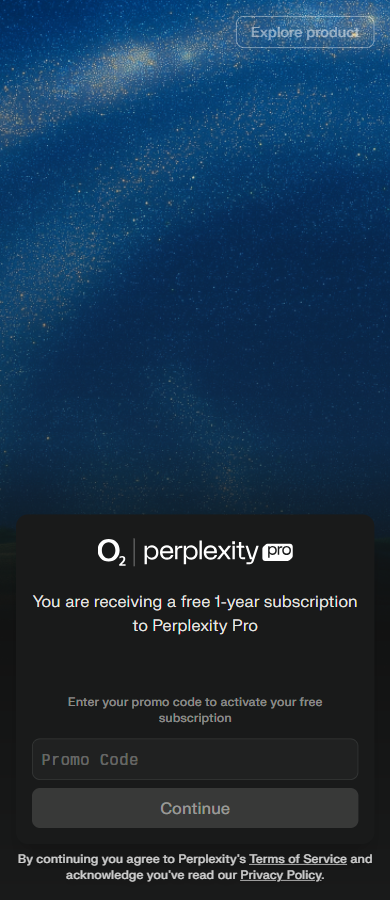 Explore product
O2 | perplexity pro
You are receiving a free 1-year subscription
to Perplexity Pro
Enter your promo code to activate your free
subscription
Promo Code
Continue
By continuing you agree to Perplexity's Terms of Service and
acknowledge you've read our Privacy Policy.